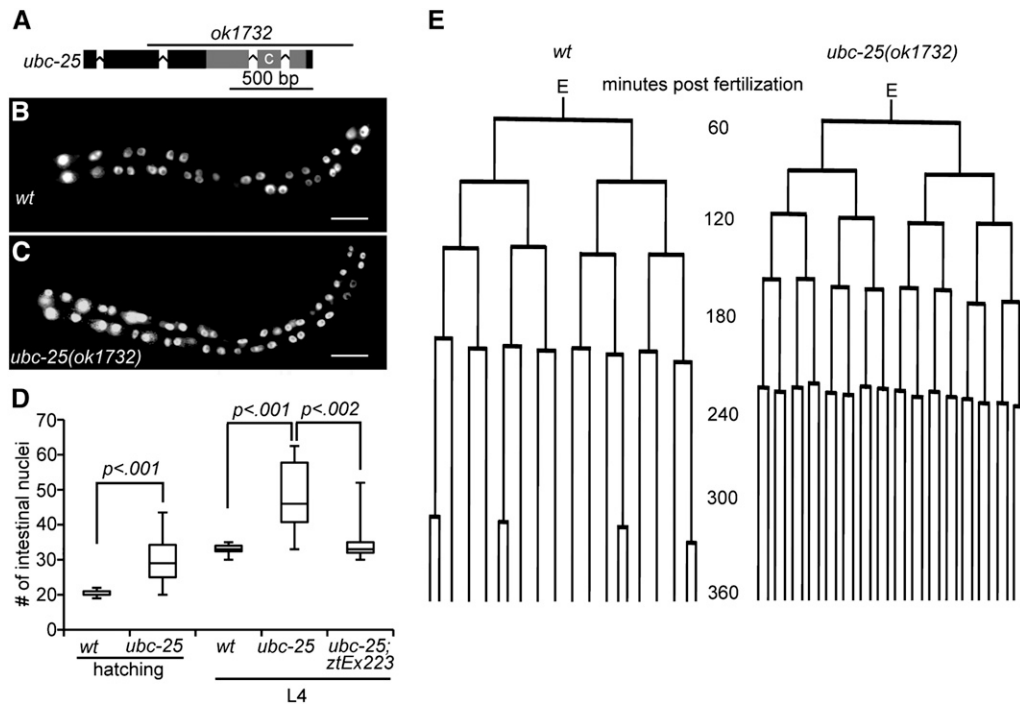 A
ok1732
ubc-25
C
500 bp
B
wt
C
ubc-25(ok1732)
D
# of intestinal nuclei
70
60
50
40
30
20
10
0
p<.001
p<.001
p<.002
wt
ubc-25
wt
ubc-25
ubc-25;
ztEx223
hatching
L4
E
wt
ubc-25(ok1732)
E
minutes post fertilization
E
60
120
180
240
300
360